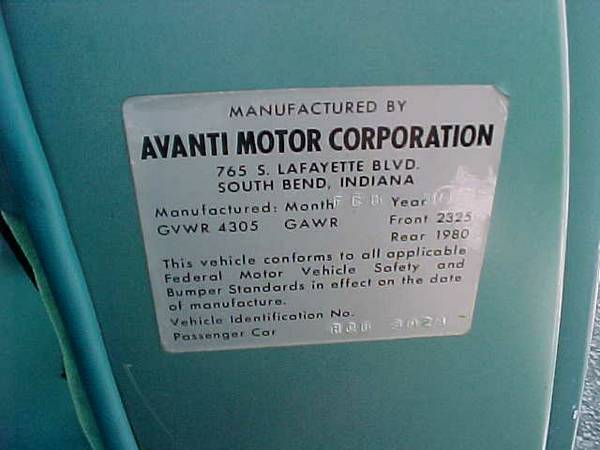 MANUFACTURED BY
AVANTI MOTOR CORPORATION
765 S. LAFAYETTE BLVD.
SOUTH BEND, INDIANA
Manufactured: Month Year
GVWR 4305 GAWR Front 2325
Rear 1980
This vehicle conforms to all applicable
Federal Motor Vehicle Safety and
Bumper Standards in effect on the date
of manufacture.
Vehicle Identification No.
Passenger Car